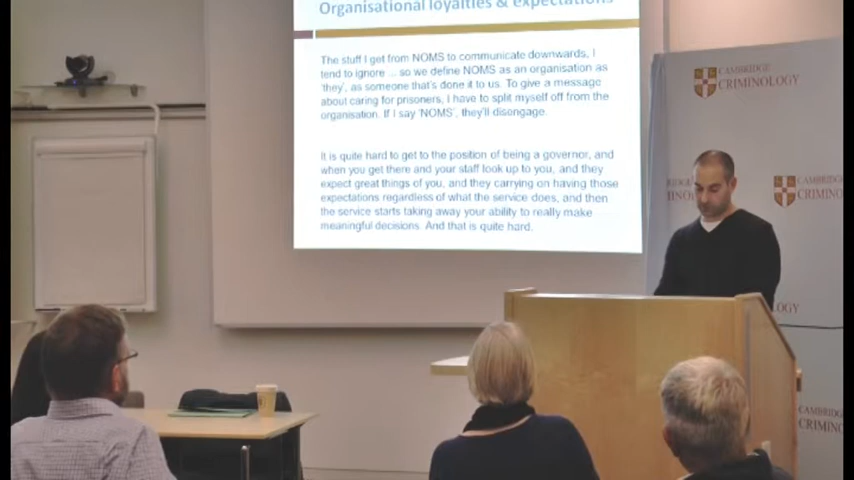 Organisational loyalties & expectations
The stuff I get from NOMS to communicate downwards, I
tend to ignore ... so we define NOMS as an organisation as
'they', as someone that's done it to us. To give a message
about caring for prisoners, I have to split myself off from the
organisation. If I say 'NOMS', they'll disongage.
It is quite hard to get to the position of being a governor, and
when you get there and your staff look up to you, and they
expect great things of you, and they carrying on having those
expectations regardless of what the service does, and then
the service starts taking away your ability to really make
meaningful decisions. And that is quite hard.
CAMBRIDGE
CRIMINOLOGY
CAMBRIDGE
CRIMINO
OGY
CAMBRIDG
CRIMINO